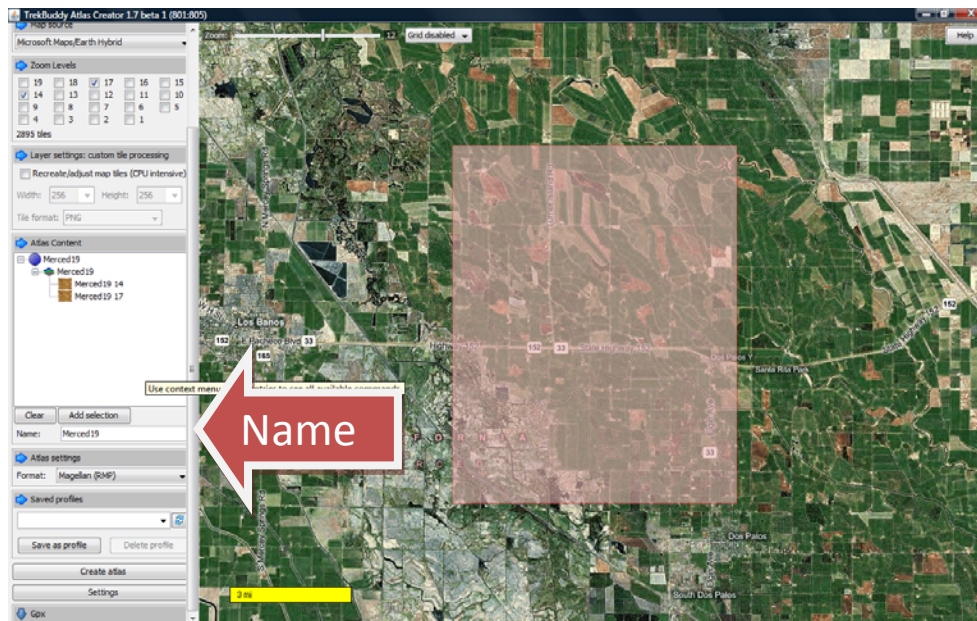 TrekBuddy Atlas Creator 1.7 beta 1 (801:805)
Map source
Microsoft Maps/Earth Hybrid
Zoom Levels
19 18 17 16 15
14 13 12 11 10
9 8 7 6 5
4 3 2 1
2895 tiles
Layer settings: custom tile processing
Recreate/adjust map tiles (CPU intensive)
Width: 256 Height: 256
Tile format: PNG
Atlas Content
Merced19
Merced19
Merced19 14
Merced19 17
Use context menu entries to see all available commands
Clear Add selection
Name: Merced19
Atlas settings
Format: Magellan (RMP)
Saved profiles
Save as profile Delete profile
Create atlas
Settings
Gpx
Zoom: 12 Grid disabled Help
152
Los Banos
152 E Pacheco Blvd 33
165
Highway 152
152 33 State Highway 152
Dos Palos Y
Santa Rita Park
Name
F O R N I A
33
Dos Palos
South Dos Palos
3 mi